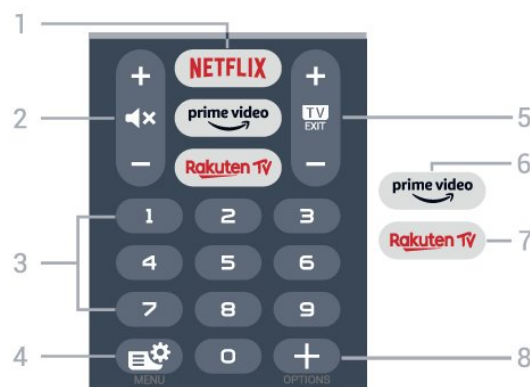 1
NETFLIX
+ +
2
prime video
TV
EXIT
5
− −
Rakuten TV
6
prime video
Rakuten TV
7
3
1 2 3
4 5 6
7 8 9
4
0 +
8
MENU OPTIONS